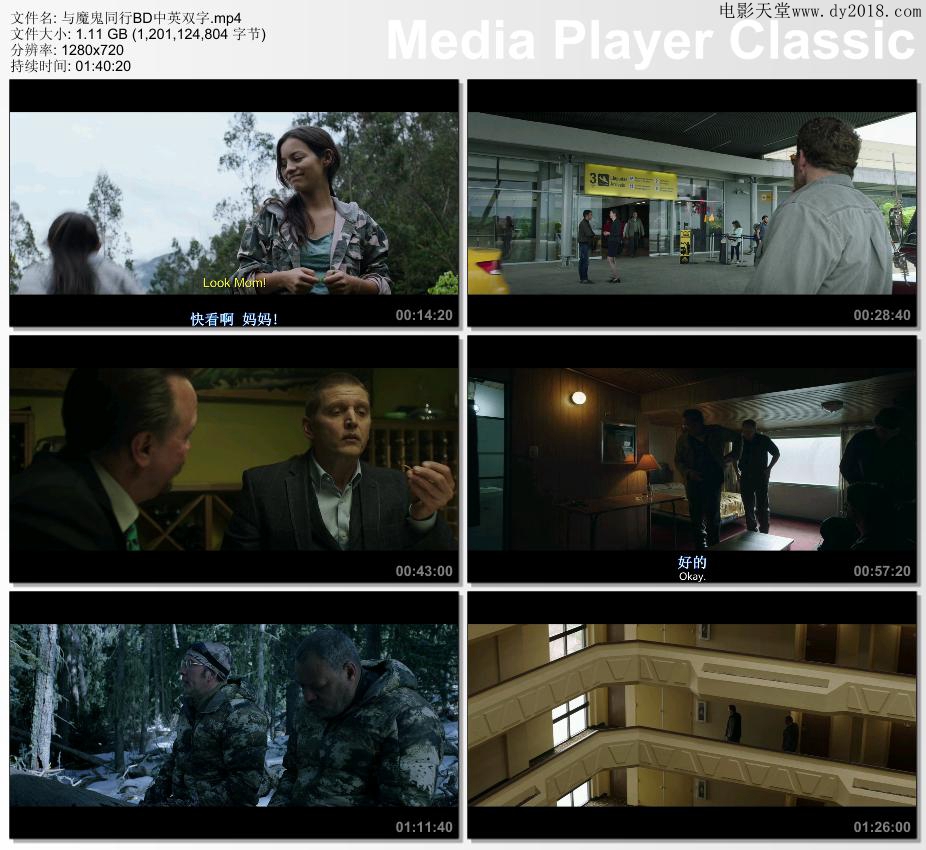 文件名: 与魔鬼同行BD中英双字.mp4
电影天堂www.dy2018.com
文件大小: 1.11 GB (1,201,124,804 字节)
Media Player Classic
分辨率: 1280x720
持续时间: 01:40:20
Look Mom!
快看啊 妈妈!
00:14:20
3
Llegadas
Arrivals
00:28:40
00:43:00
好的
Okay.
00:57:20
01:11:40
01:26:00